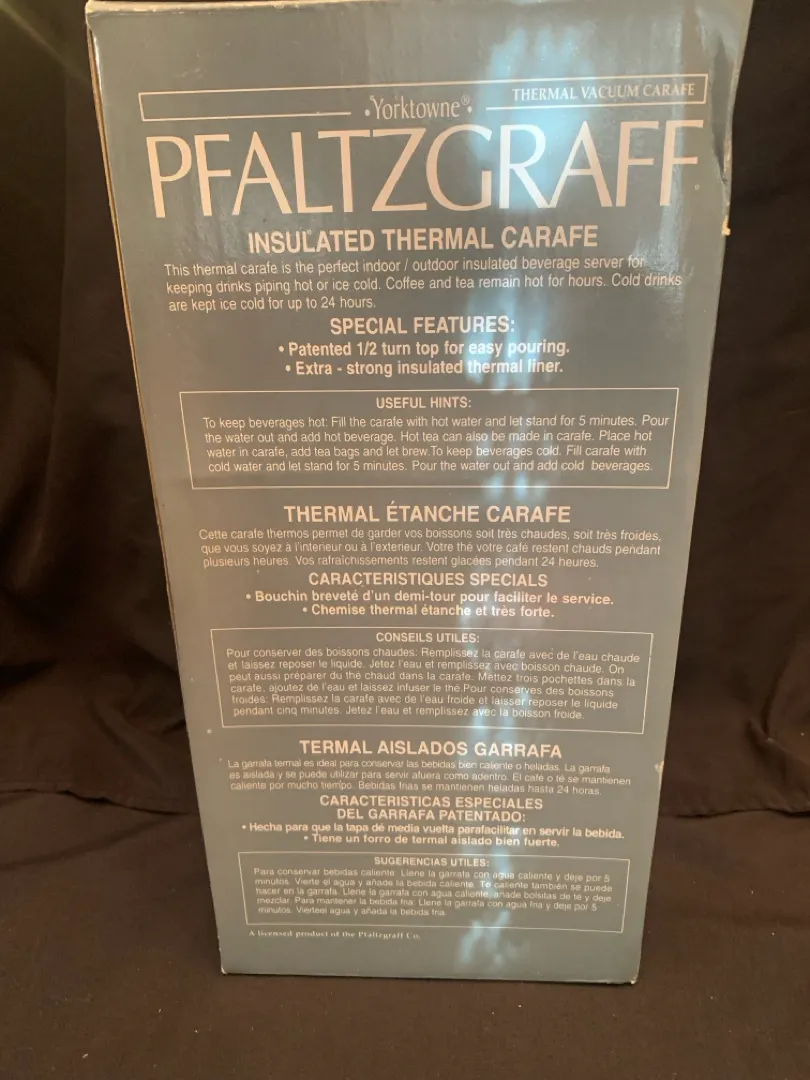 THERMAL VACUUM CARAFE
• Yorktowne® •
PFALTZGRAFF
INSULATED THERMAL CARAFE
This thermal carafe is the perfect indoor / outdoor insulated beverage server for
keeping drinks piping hot or ice cold. Coffee and tea remain hot for hours. Cold drinks
are kept ice cold for up to 24 hours.
SPECIAL FEATURES:
• Patented 1/2 turn top for easy pouring.
• Extra - strong insulated thermal liner.
USEFUL HINTS:
To keep beverages hot: Fill the carafe with hot water and let stand for 5 minutes. Pour
the water out and add hot beverage. Hot tea can also be made in carafe. Place hot
water in carafe, add tea bags and let brew.To keep beverages cold. Fill carafe with
cold water and let stand for 5 minutes. Pour the water out and add cold beverages.
THERMAL ÉTANCHE CARAFE
Cette carafe thermos permet de garder vos boissons soit très chaudes, soit très froides,
que vous soyez à l'interieur ou à l'exterieur. Votre thé votre café restent chauds pendant
plusieurs heures. Vos rafraîchissements restent glacées pendant 24 heures.
CARACTERISTIQUES SPECIALS
• Bouchin breveté d'un demi-tour pour faciliter le service.
• Chemise thermal étanche et très forte.
CONSEILS UTILES:
Pour conserver des boissons chaudes: Remplissez la carafe avec de l'eau chaude
et laissez reposer le liquide. Jetez l'eau et remplissez avec boisson chaude. On
peut aussi préparer du thé chaud dans la carafe. Mettez trois pochettes dans la
carafe, ajoutez de l'eau et laissez infuser le thé.Pour conserves des boissons
froides: Remplissez la carafe avec de l'eau froide et laisser reposer le liquide
pendant cinq minutes. Jetez l'eau et remplissez avec la boisson froide.
TERMAL AISLADOS GARRAFA
La garrafa termal es ideal para conservar las bebidas bien caliente o heladas. La garrafa
es aislada y se puede utilizar para servir afuera como adentro. El cafe o té se mantienen
caliente por mucho tiempo. Bebidas frias se mantienen heladas hasta 24 horas.
CARACTERISTICAS ESPECIALES
DEL GARRAFA PATENTADO:
• Hecha para que la tapa de media vuelta parafacilitar en servir la bebida.
• Tiene un forro de termal aislado bien fuerte.
SUGERENCIAS UTILES:
Para conservar bebidas caliente: Llene la garrafa con agua caliente y deje por 5
minutos. Vierte el agua y añada la bebida caliente. Te caliente también se puede
hacer en la garrafa. Llene la garrafa con agua caliente, añade bolsitas de té y deje
mezclar. Para mantener la bebida fria: Llene la garrafa con agua fria y deje por 5
minutos. Vierteel agua y añada la bebida fria.
A licensed product of the Pfaltzgraff Co.